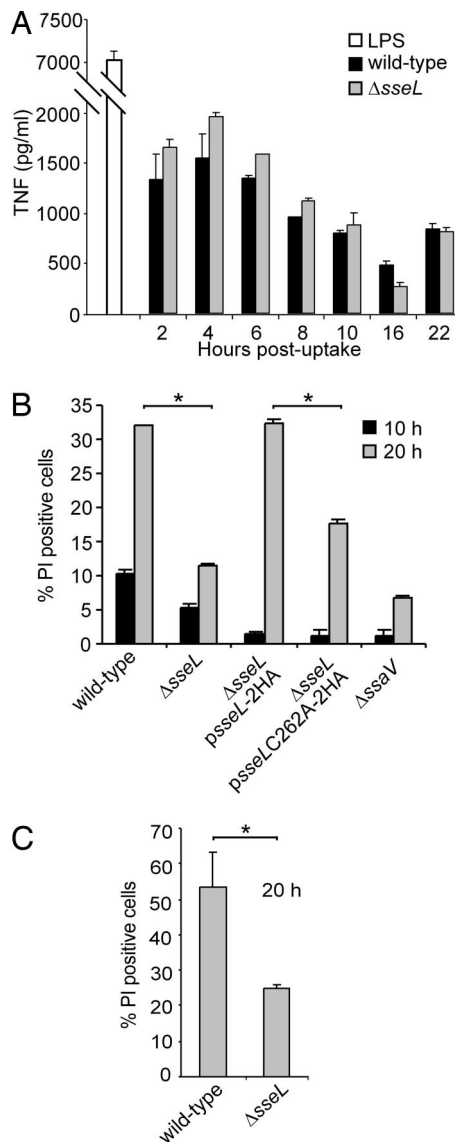 A
7500
7000
2000
1500
1000
500
0
TNF (pg/ml)
LPS
wild-type
ΔsseL
2 4 6 8 10 16 22
Hours post-uptake
B
35
30
25
20
15
10
5
0
% PI positive cells
*
*
10 h
20 h
wild-type
ΔsseL
ΔsseL
psseL-2HA
ΔsseL
psseLC262A-2HA
ΔssaV
C
70
60
50
40
30
20
10
0
% PI positive cells
*
20 h
wild-type
ΔsseL